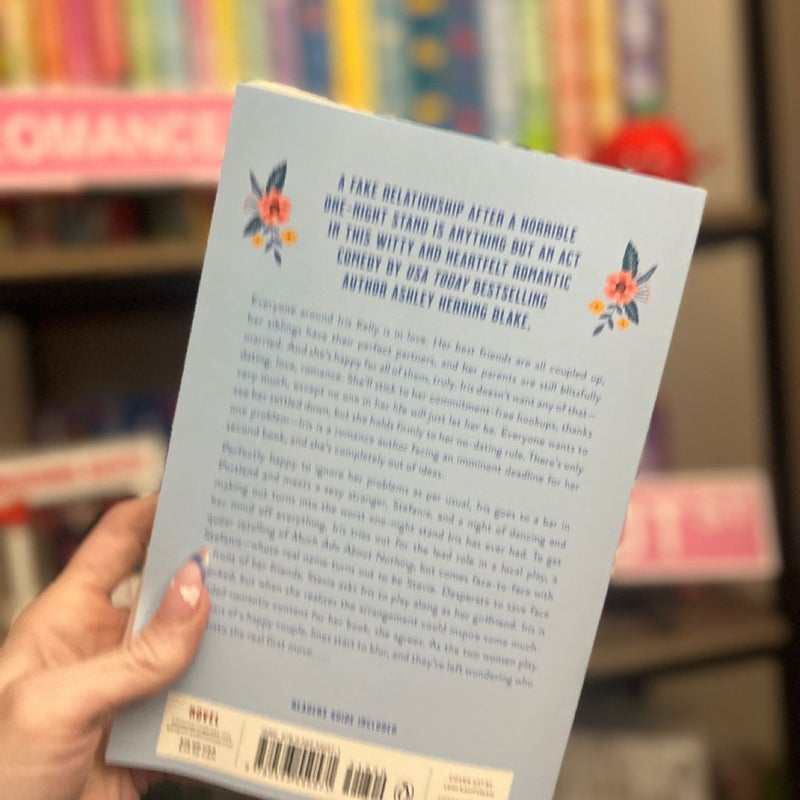 ROMANCE
A FAKE RELATIONSHIP AFTER A HORRIBLE
ONE-NIGHT STAND IS ANYTHING BUT AN ACT
IN THIS WITTY AND HEARTFELT ROMANTIC
COMEDY BY USA TODAY BESTSELLING
AUTHOR ASHLEY HERRING BLAKE.
Everyone around Iris Kelly is in love. Her best friends are all coupled up,
her siblings have their perfect partners, and her parents are still blissfully
married. And she's happy for all of them, truly. Iris doesn't want any of that—
dating, love, romance. She'll stick to her commitment-free hookups, thanks
very much, except no one in her life will just let her be. Everyone wants to
see her settled down, but she holds firmly to her no-dating rule. There's only
one problem—Iris is a romance author facing an imminent deadline for her
second book, and she's completely out of ideas.
Perfectly happy to ignore her problems as per usual, Iris goes to a bar in
Portland and meets a sexy stranger, Stefania, and a night of dancing and
making out turns into the worst one-night stand Iris has ever had. To get
her mind off everything, Iris tries out for the lead role in a local play, a
queer retelling of Much Ado About Nothing, but comes face-to-face with
Stefania—whose real name turns out to be Stevie. Desperate to save face
front of her friends, Stevie asks Iris to play along as her girlfriend. Iris is
but when she realizes the arrangement could inspire some much-
romantic content for her book, she agrees. As the two women play
of a happy couple, lines start to blur, and they're left wondering who
the real first move.
READERS GUIDE INCLUDED
NOVEL